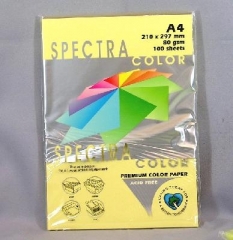 SPECTRA
COLOR
A4
210 x 297 mm
80 gsm
100 sheets
SPECTRA
COLOR
PREMIUM COLOR PAPER
ACID FREE